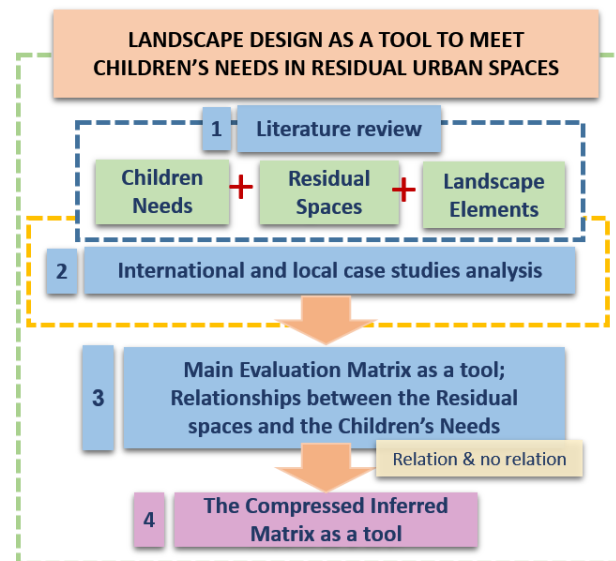 LANDSCAPE DESIGN AS A TOOL TO MEET
CHILDREN'S NEEDS IN RESIDUAL URBAN SPACES
1 Literature review
Children
Needs
+
Residual
Spaces
+
Landscape
Elements
2 International and local case studies analysis
3
Main Evaluation Matrix as a tool;
Relationships between the Residual
spaces and the Children's Needs
Relation & no relation
4
The Compressed Inferred
Matrix as a tool